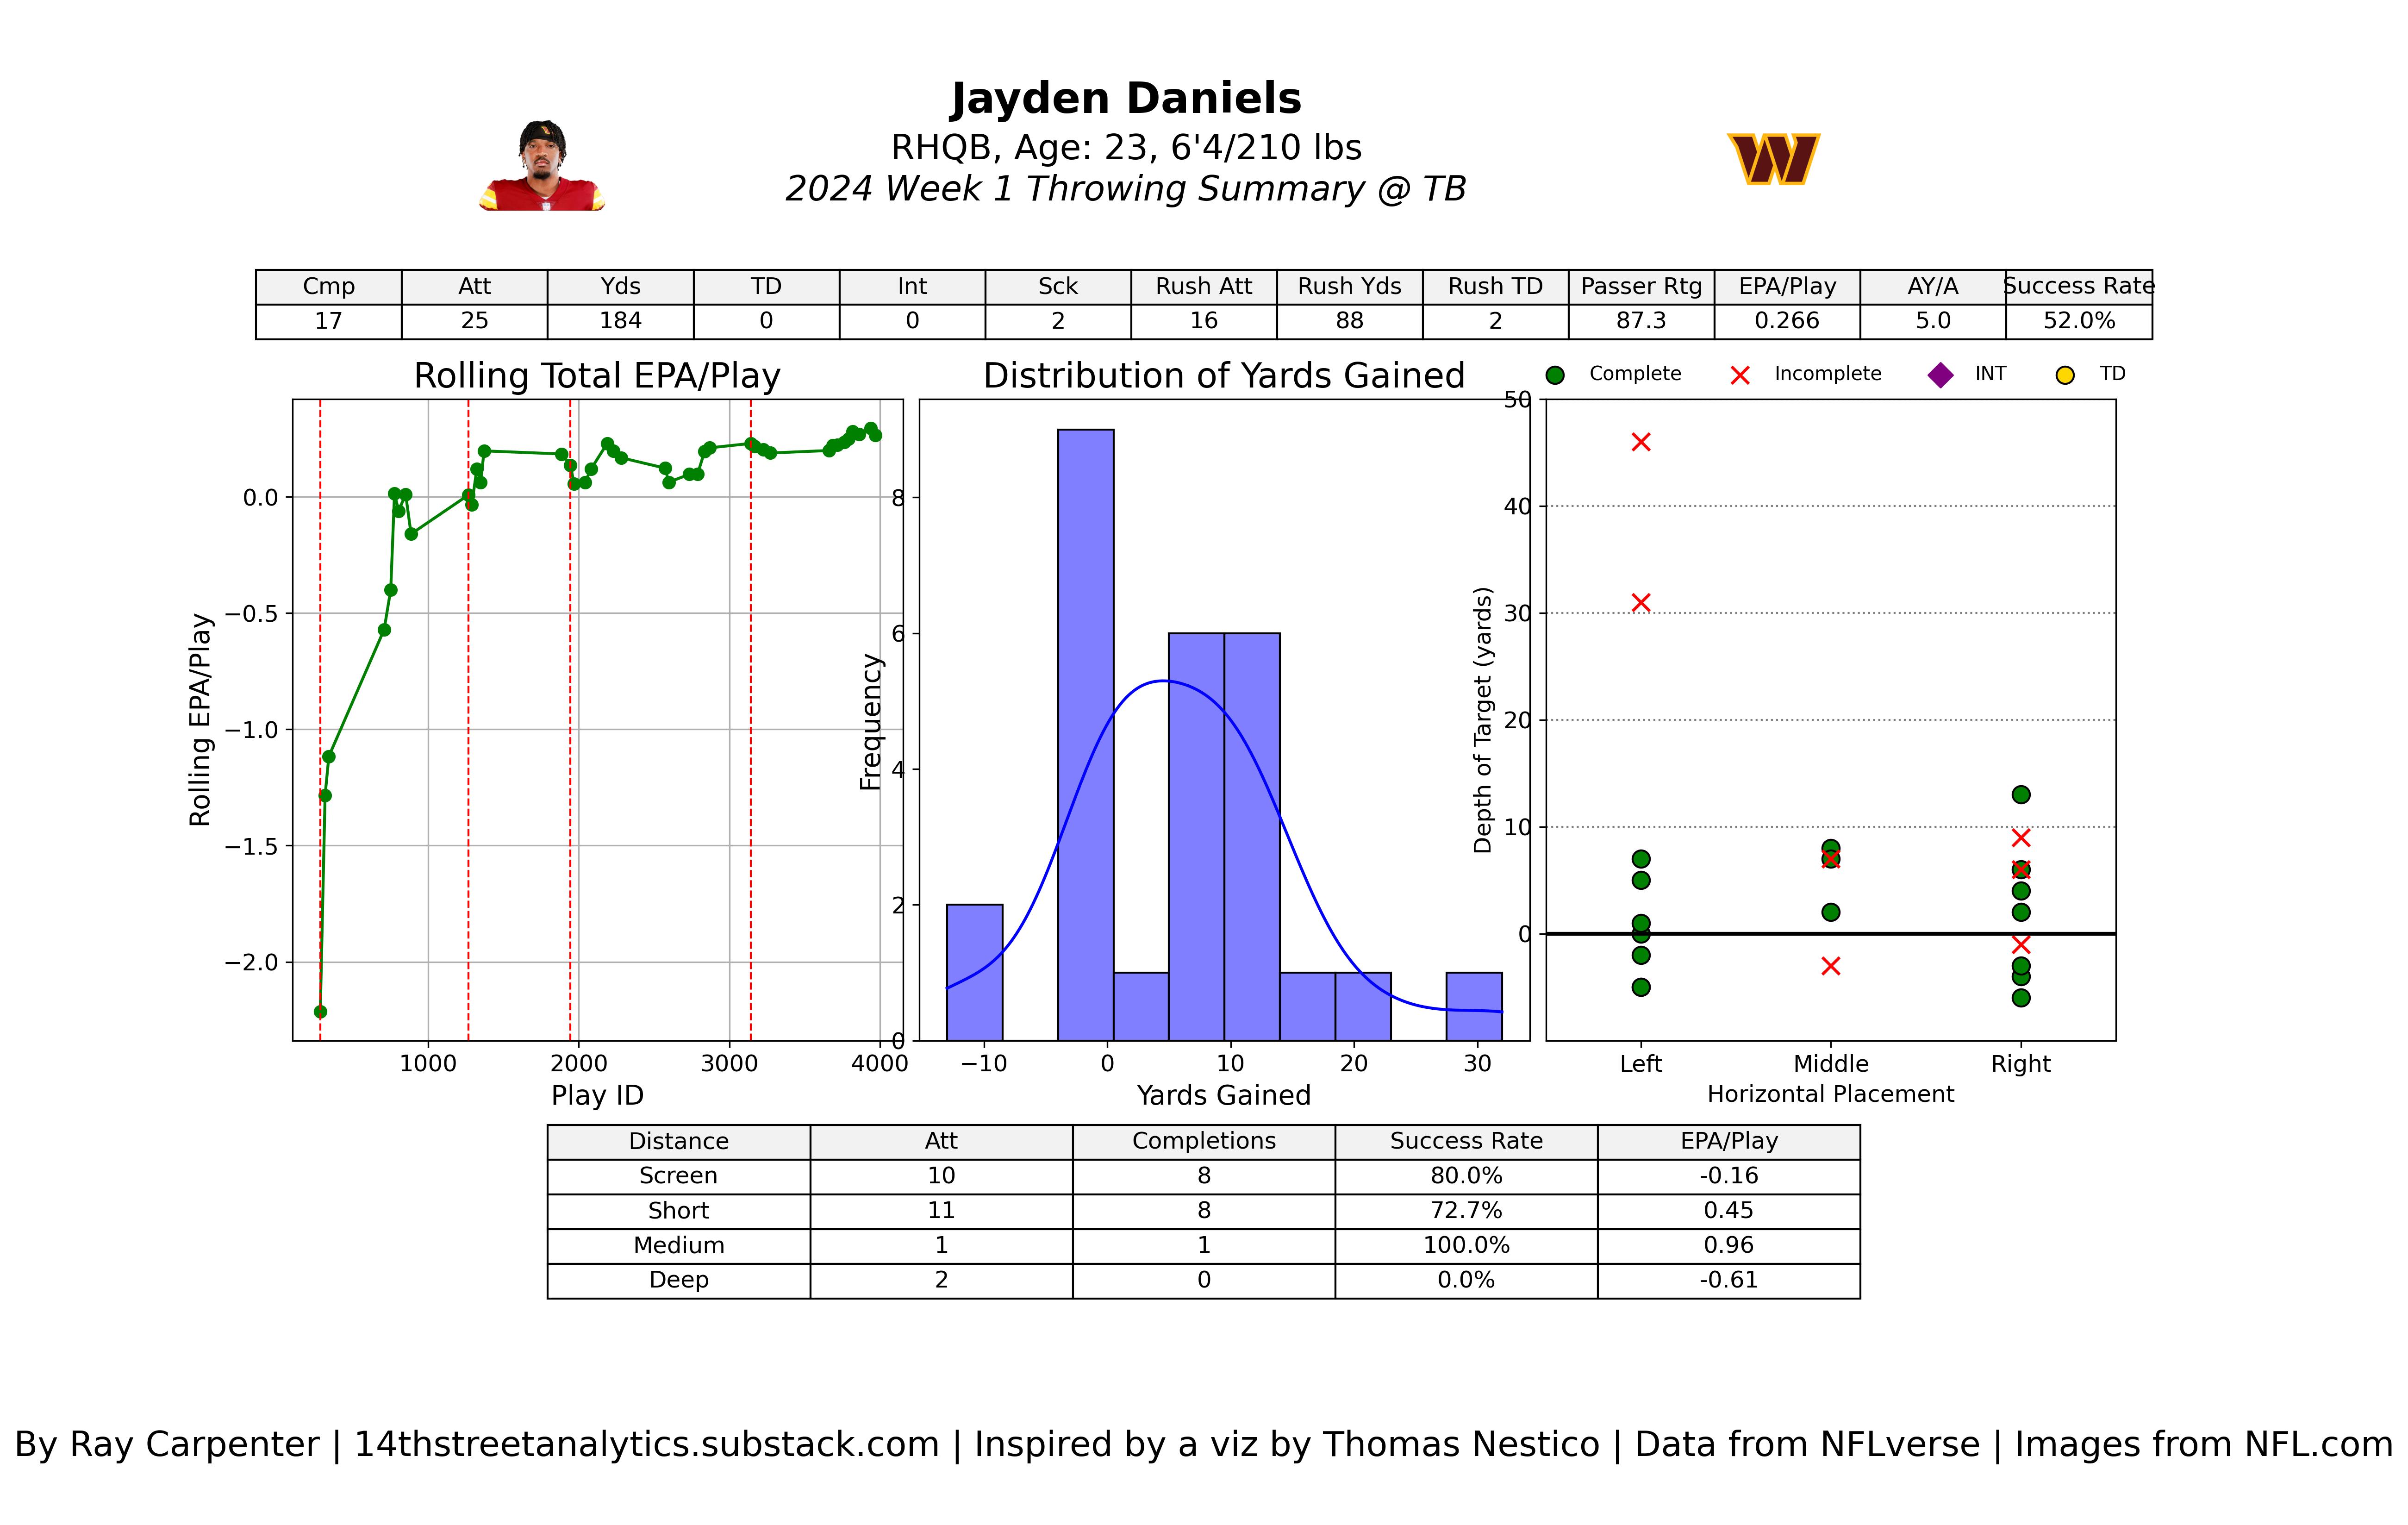 Jayden Daniels
RHQB, Age: 23, 6'4/210 lbs
2024 Week 1 Throwing Summary @ TB
Cmp Att Yds TD Int Sck Rush Att Rush Yds Rush TD Passer Rtg EPA/Play AY/A Success Rate
17 25 184 0 0 2 16 88 2 87.3 0.266 5.0 52.0%
Rolling Total EPA/Play
Rolling EPA/Play
0.0
−0.5
−1.0
−1.5
−2.0
1000 2000 3000 4000
Play ID
Distribution of Yards Gained
Frequency
8
6
4
2
0
−10 0 10 20 30
Yards Gained
Complete Incomplete INT TD
Depth of Target (yards)
50
40
30
20
10
0
Left Middle Right
Horizontal Placement
Distance Att Completions Success Rate EPA/Play
Screen 10 8 80.0% -0.16
Short 11 8 72.7% 0.45
Medium 1 1 100.0% 0.96
Deep 2 0 0.0% -0.61
By Ray Carpenter | 14thstreetanalytics.substack.com | Inspired by a viz by Thomas Nestico | Data from NFLverse | Images from NFL.com